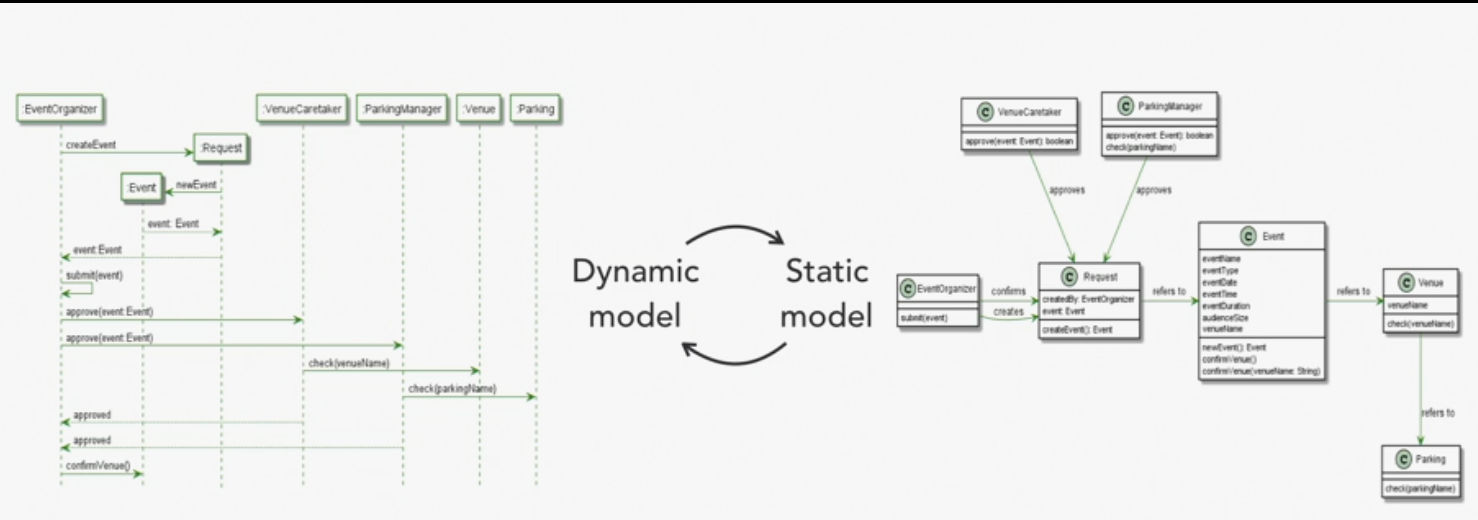 :EventOrganizer
:VenueCaretaker
:ParkingManager
:Venue
:Parking
createEvent
:Request
:Event
newEvent
event: Event
event:Event
submit(event)
approve(event:Event)
approve(event:Event)
check(venueName)
check(parkingName)
approved
approved
confirmVenue()
Dynamic
model
Static
model
C VenueCaretaker
approve(event: Event): boolean
C ParkingManager
approve(event: Event): boolean
check(parkingName)
approves
approves
C EventOrganizer
submit(event)
confirms
creates
C Request
createdBy: EventOrganizer
event: Event
createEvent(): Event
refers to
C Event
eventName
eventType
eventDate
eventTime
eventDuration
audienceSize
venueName
newEvent(): Event
confirmVenue()
confirmVenue(venueName: String)
refers to
C Venue
venueName
check(venueName)
refers to
C Parking
check(parkingName)